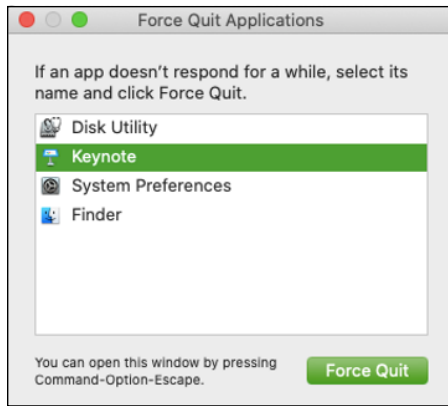 Force Quit Applications
If an app doesn’t respond for a while, select its
name and click Force Quit.
Disk Utility
Keynote
System Preferences
Finder
You can open this window by pressing
Command-Option-Escape.
Force Quit